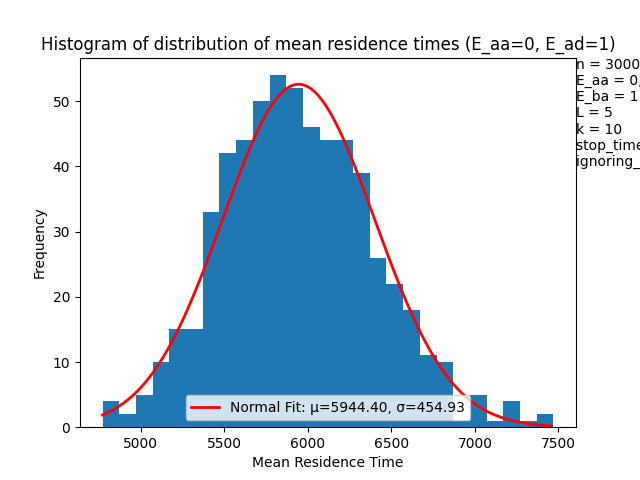 Histogram of distribution of mean residence times (E_aa=0, E_ad=1)
n = 3000
E_aa = 0,
E_ba = 1
L = 5
k = 10
stop_time
ignoring_
Frequency
50
40
30
20
10
0
Normal Fit: μ=5944.40, σ=454.93
5000 5500 6000 6500 7000 7500
Mean Residence Time